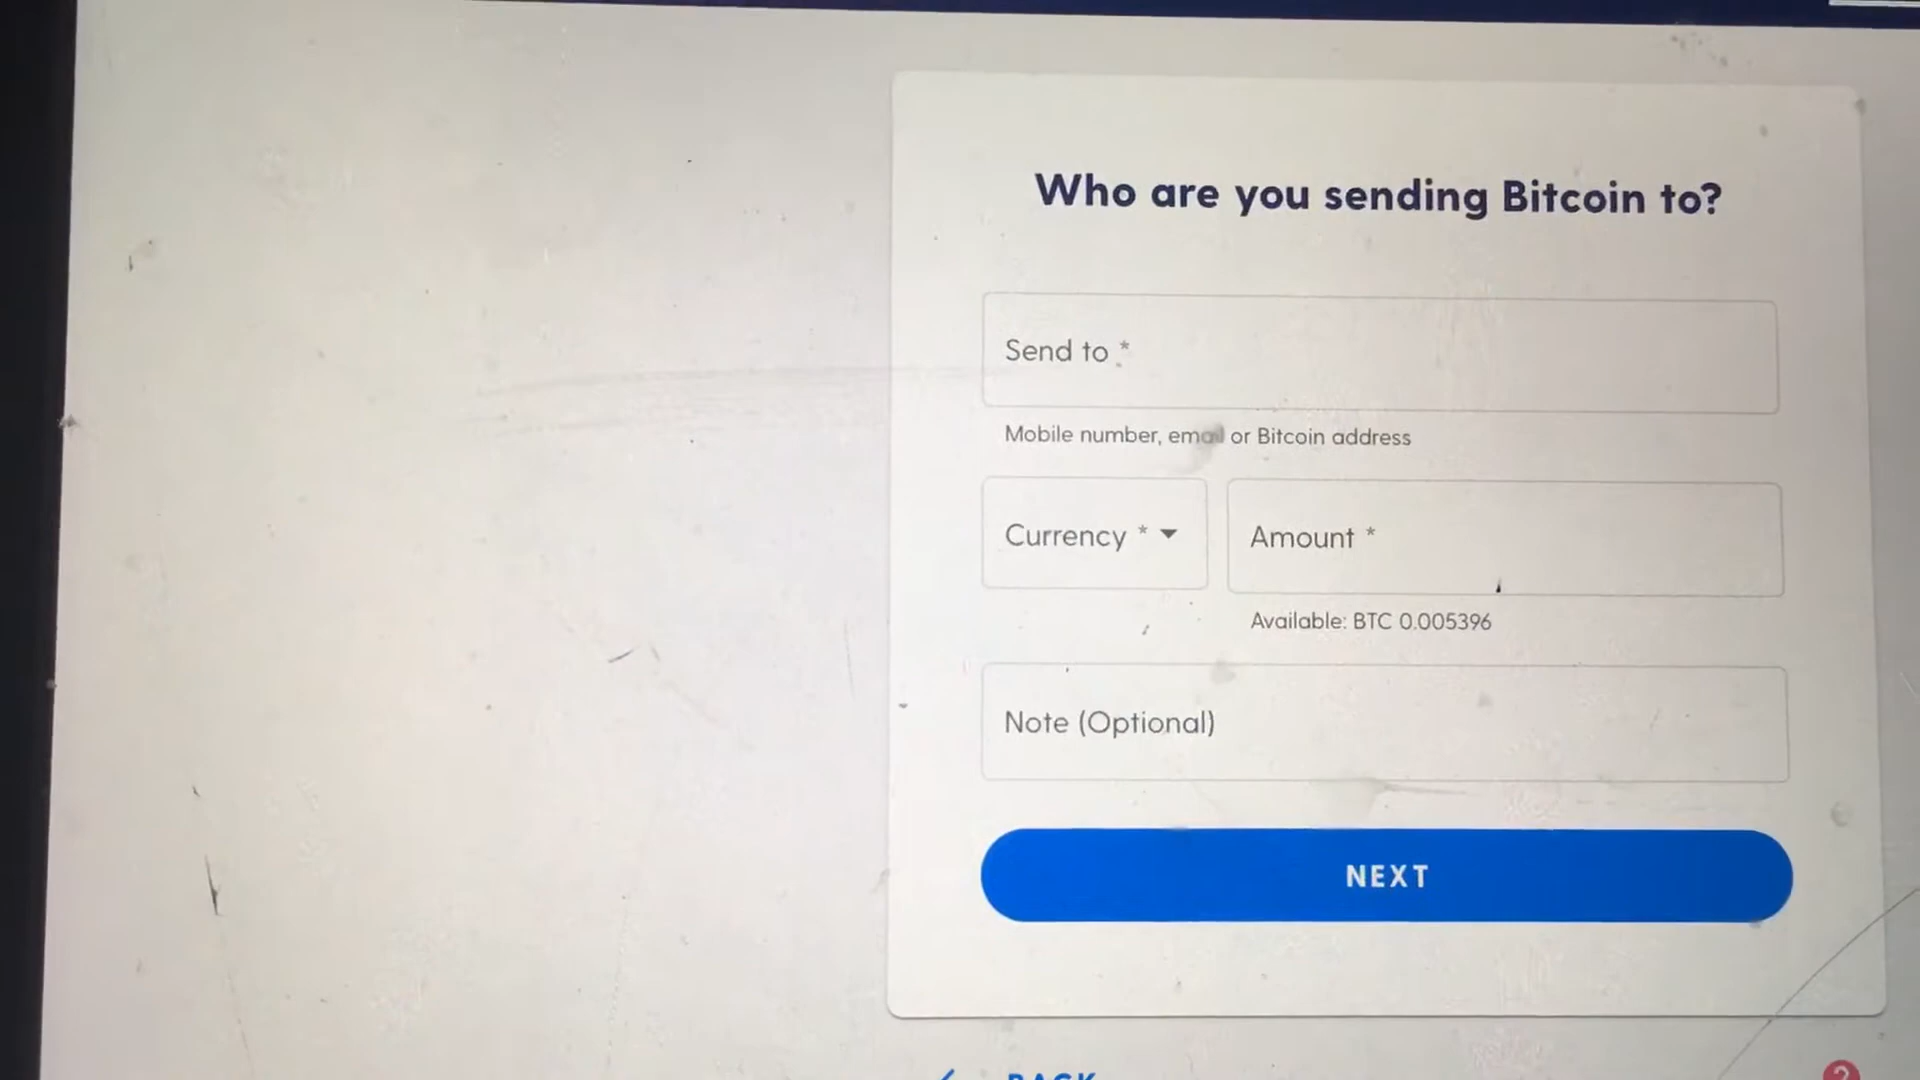 Who are you sending Bitcoin to?
Send to *
Mobile number, email or Bitcoin address
Currency *
Amount *
Available: BTC 0.005396
Note (Optional)
NEXT
BACK
?